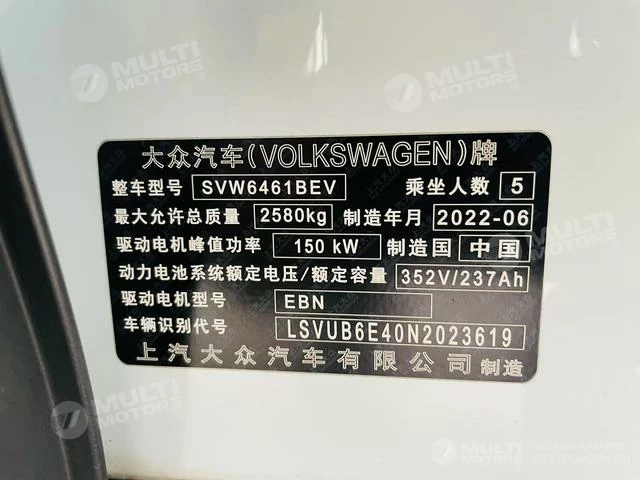 MULTI MOTORS®
MULTI MOTORS®
大众汽车(VOLKSWAGEN)牌
整车型号 SVW6461BEV 乘坐人数 5
最大允许总质量 2580kg 制造年月 2022-06
驱动电机峰值功率 150 kW 制造国 中国
动力电池系统额定电压/额定容量 352V/237Ah
驱动电机型号 EBN
车辆识别代号 LSVUB6E40N2023619
上汽大众汽车有限公司 制造
MULTI MOTORS
MULTI MOTORS